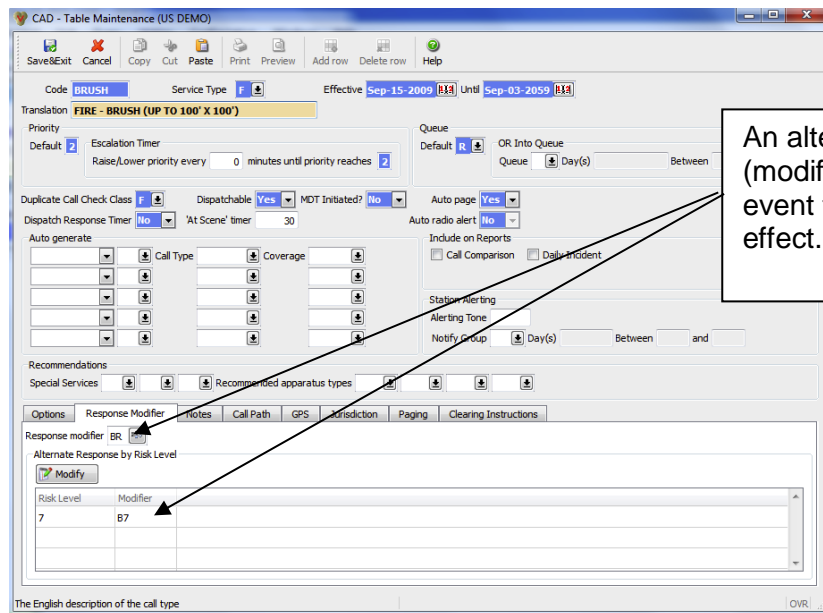 CAD - Table Maintenance (US DEMO)
Save&Exit Cancel Copy Cut Paste Print Preview Add row Delete row Help
Code BRUSH Service Type F Effective Sep-15-2009 Until Sep-03-2059
Translation FIRE - BRUSH (UP TO 100' X 100')
Priority
Default 2 Escalation Timer
Raise/Lower priority every 0 minutes until priority reaches 2
Queue
Default R OR Into Queue
Queue Day(s) Between
Duplicate Call Check Class F Dispatchable Yes MDT Initiated? No Auto page Yes
Dispatch Response Timer No 'At Scene' timer 30 Auto radio alert No
Auto generate
Call Type Coverage
Include on Reports
Call Comparison Daily Incident
Station Alerting
Alerting Tone
Notify Group Day(s) Between and
Recommendations
Special Services Recommended apparatus types
Options Response Modifier Notes Call Path GPS Jurisdiction Paging Clearing Instructions
Response modifier BR
Alternate Response by Risk Level
Modify
Risk Level Modifier
7 B7
The English description of the call type OVR
An alte
(modif
event
effect.